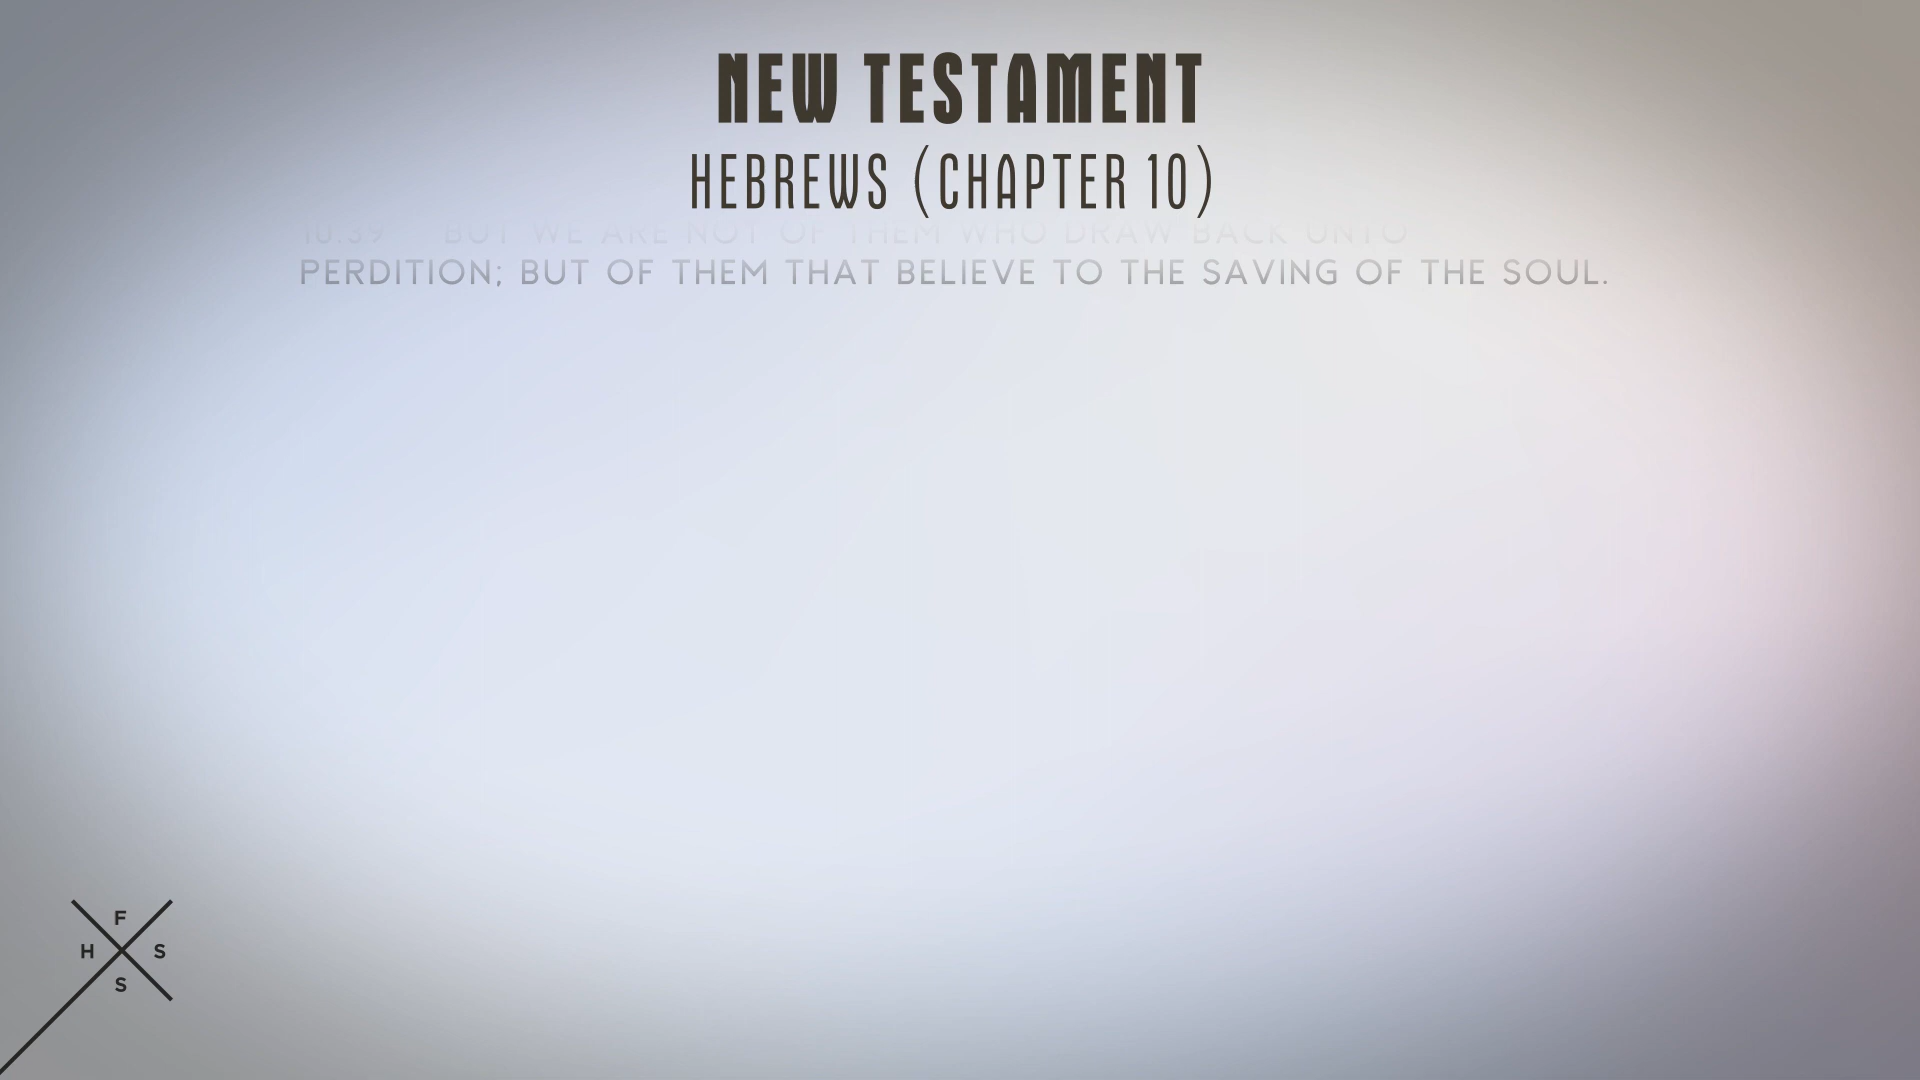 NEW TESTAMENT
HEBREWS (CHAPTER 10)
10:39 BUT WE ARE NOT OF THEM WHO DRAW BACK UNTO
PERDITION; BUT OF THEM THAT BELIEVE TO THE SAVING OF THE SOUL.
F
H S
S